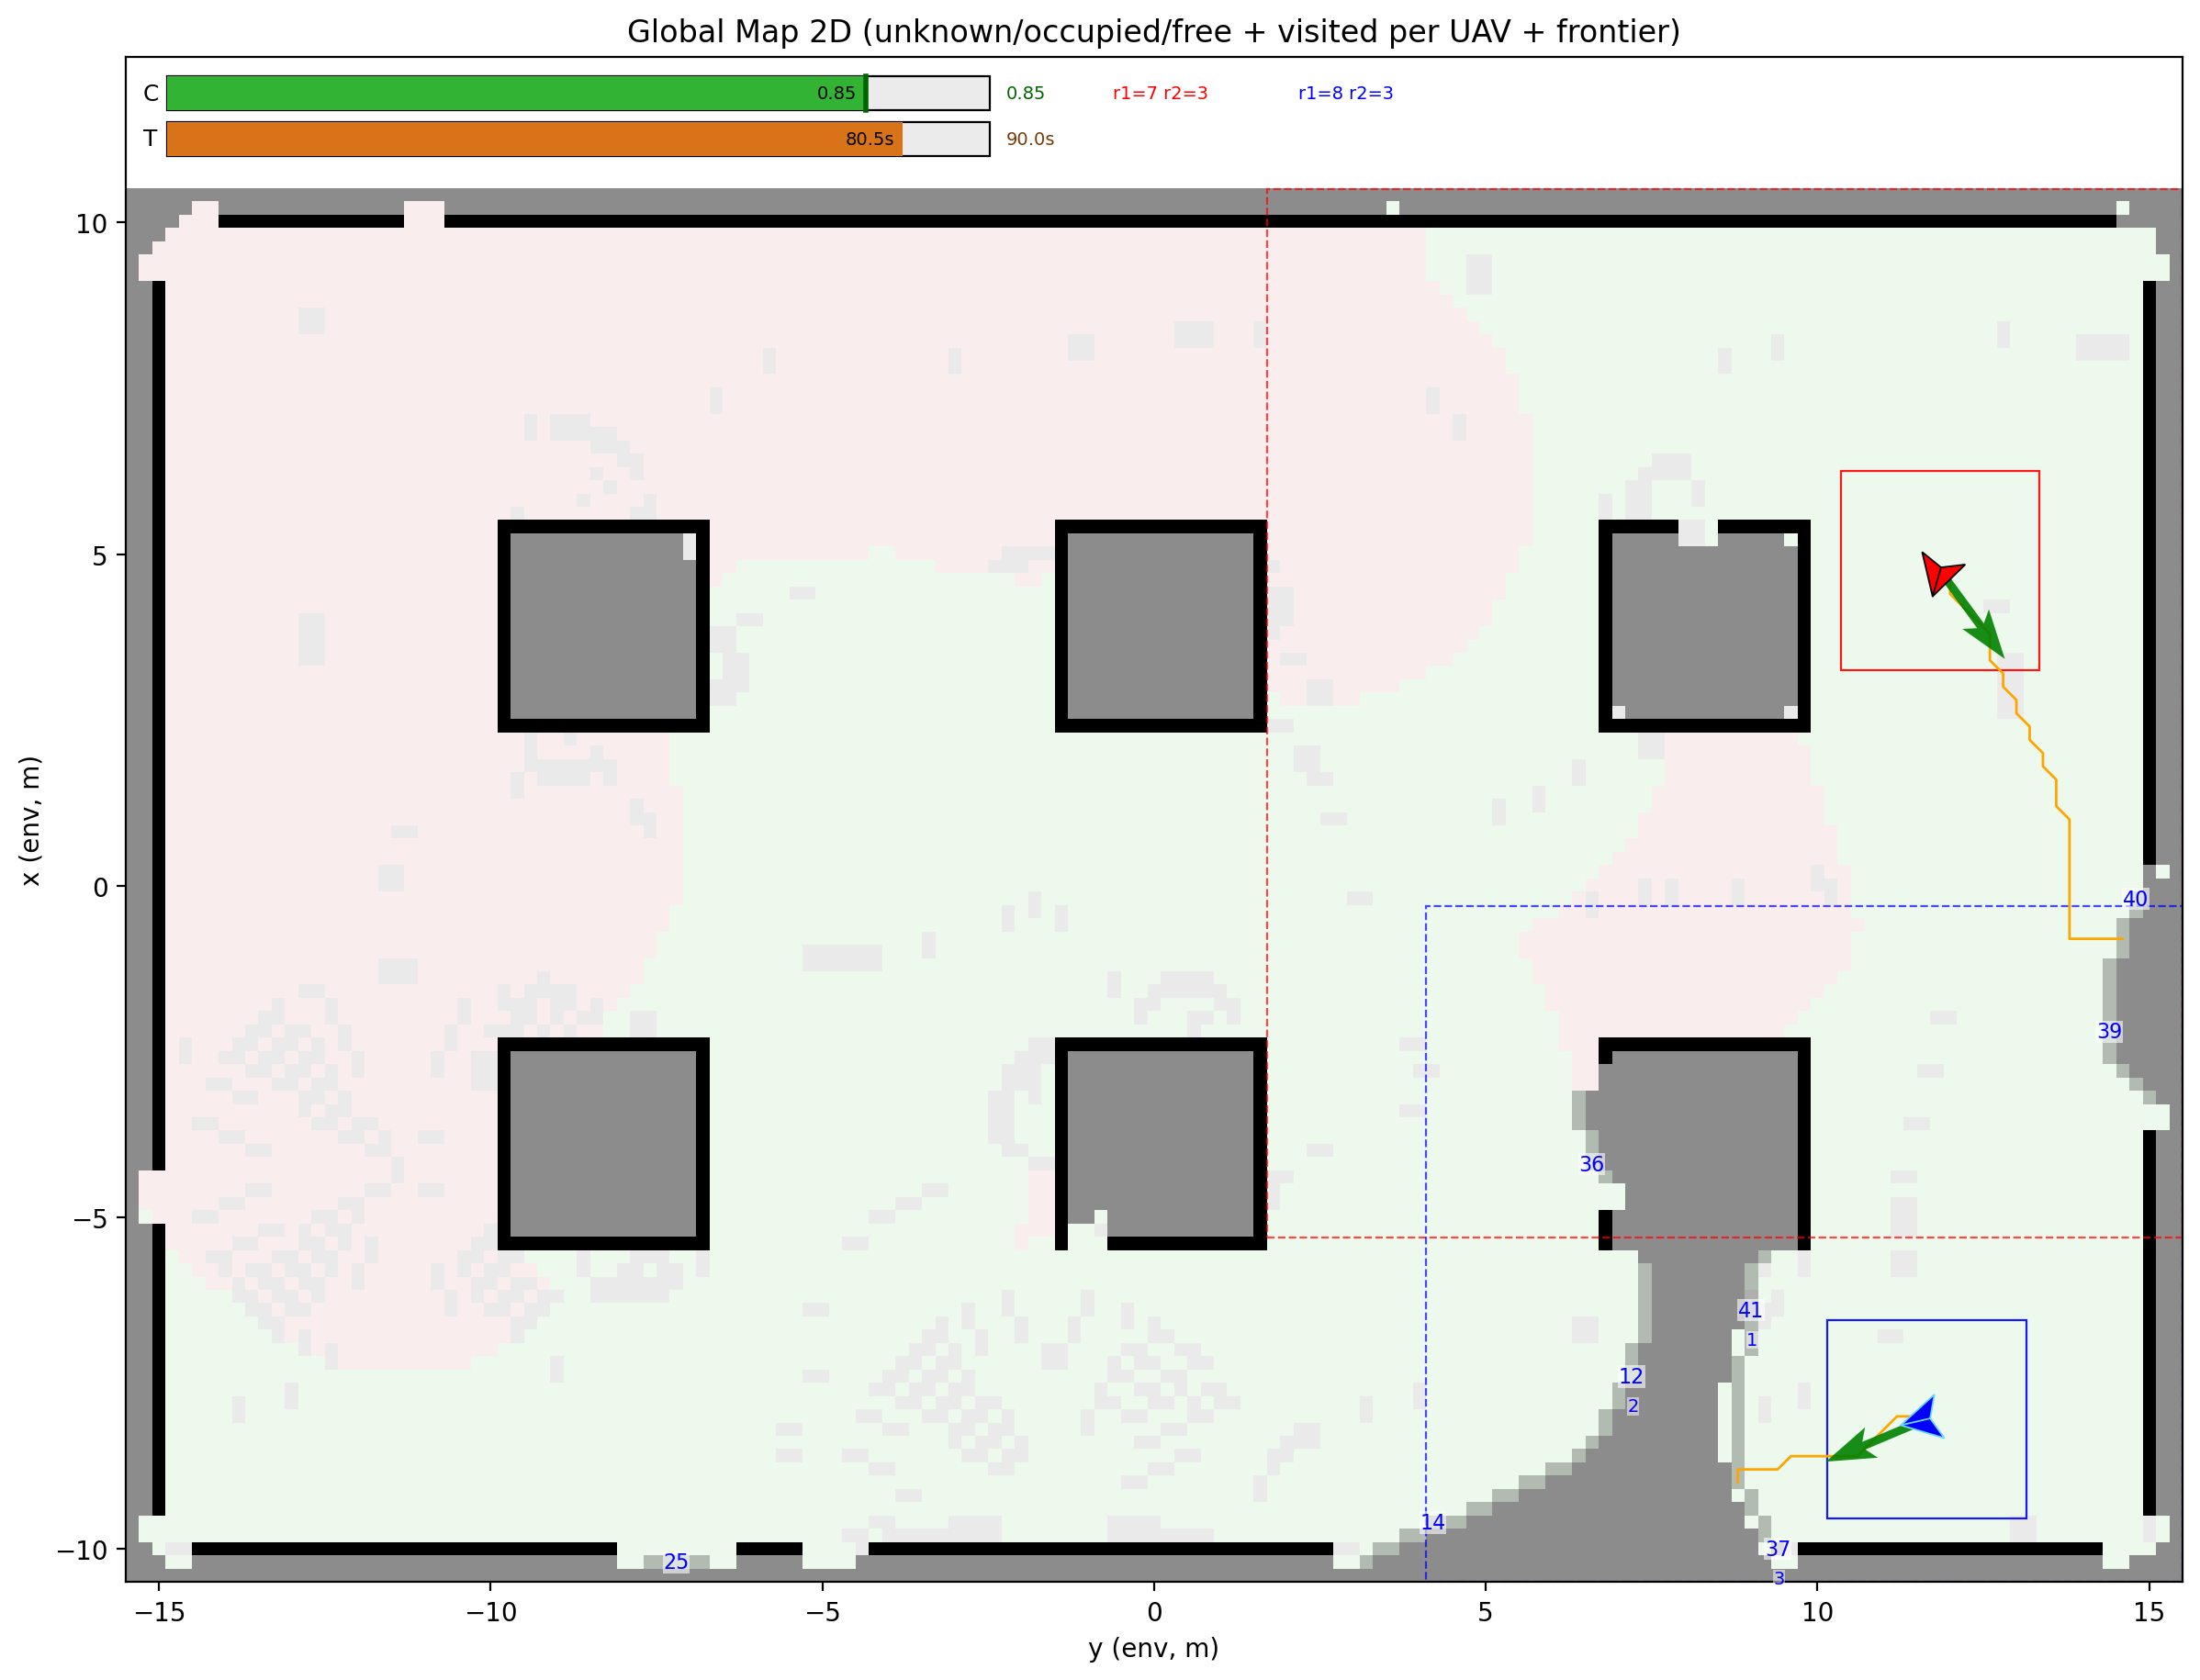 Global Map 2D (unknown/occupied/free + visited per UAV + frontier)
C 0.85 0.85 r1=7 r2=3 r1=8 r2=3
T 80.5s 90.0s
10
5
0
−5
−10
x (env, m)
40
39
36
41
1
12
2
14
37
25
3
−15 −10 −5 0 5 10 15
y (env, m)